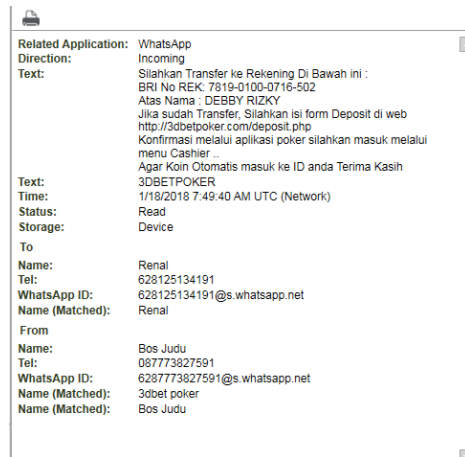 Related Application: WhatsApp
Direction: Incoming
Text: Silahkan Transfer ke Rekening Di Bawah ini :
BRI No REK: 7819-0100-0716-502
Atas Nama : DEBBY RIZKY
Jika sudah Transfer, Silahkan isi form Deposit di web
http://3dbetpoker.com/deposit.php
Konfirmasi melalui aplikasi poker silahkan masuk melalui
menu Cashier ..
Agar Koin Otomatis masuk ke ID anda Terima Kasih
Text: 3DBETPOKER
Time: 1/18/2018 7:49:40 AM UTC (Network)
Status: Read
Storage: Device
To
Name: Renal
Tel: 628125134191
WhatsApp ID: 628125134191@s.whatsapp.net
Name (Matched): Renal
From
Name: Bos Judu
Tel: 087773827591
WhatsApp ID: 6287773827591@s.whatsapp.net
Name (Matched): 3dbet poker
Name (Matched): Bos Judu